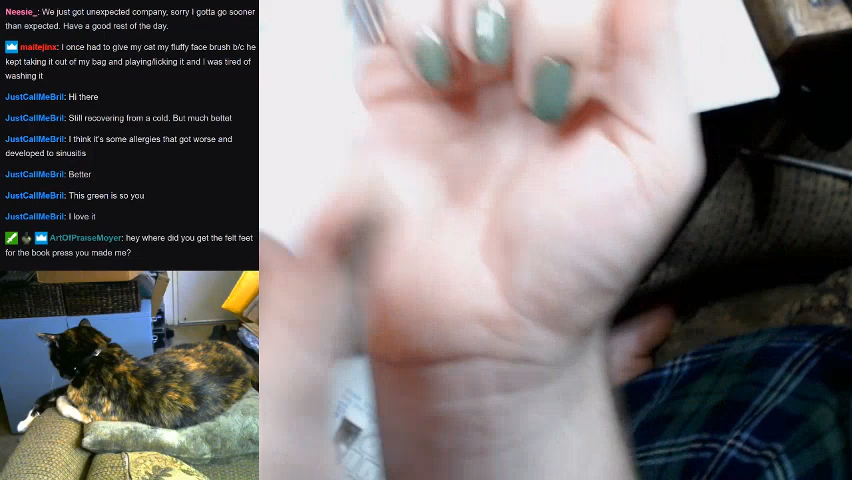 Neesie_: We just got unexpected company, sorry I gotta go sooner
than expected. Have a good rest of the day.
maltejinx: I once had to give my cat my fluffy face brush b/c he
kept taking it out of my bag and playing/licking it and I was tired of
washing it
JustCallMeBril: Hi there
JustCallMeBril: Still recovering from a cold. But much bettet
JustCallMeBril: I think it's some allergies that got worse and
developed to sinusitis
JustCallMeBril: Better
JustCallMeBril: This green is so you
JustCallMeBril: I love it
ArtOfPraiseMoyer: hey where did you get the felt feet
for the book press you made me?